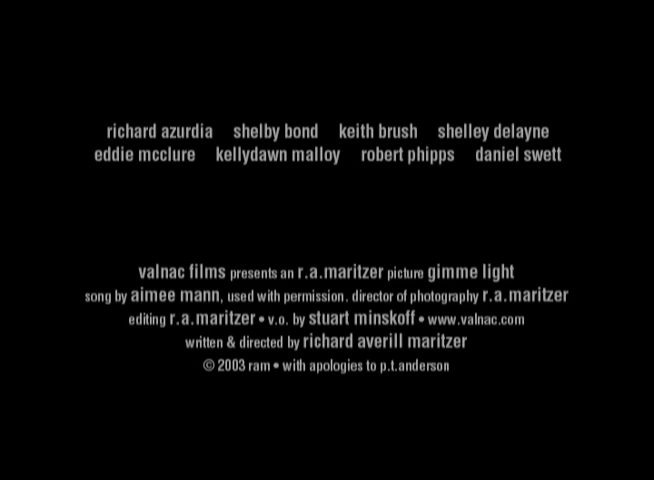 richard azurdia shelby bond keith brush shelley delayne
eddie mcclure kellydawn malloy robert phipps daniel swett
valnac films presents an r.a.maritzer picture gimme light
song by aimee mann, used with permission. director of photography r.a.maritzer
editing r.a.maritzer • v.o. by stuart minskoff • www.valnac.com
written & directed by richard averill maritzer
© 2003 ram • with apologies to p.t.anderson